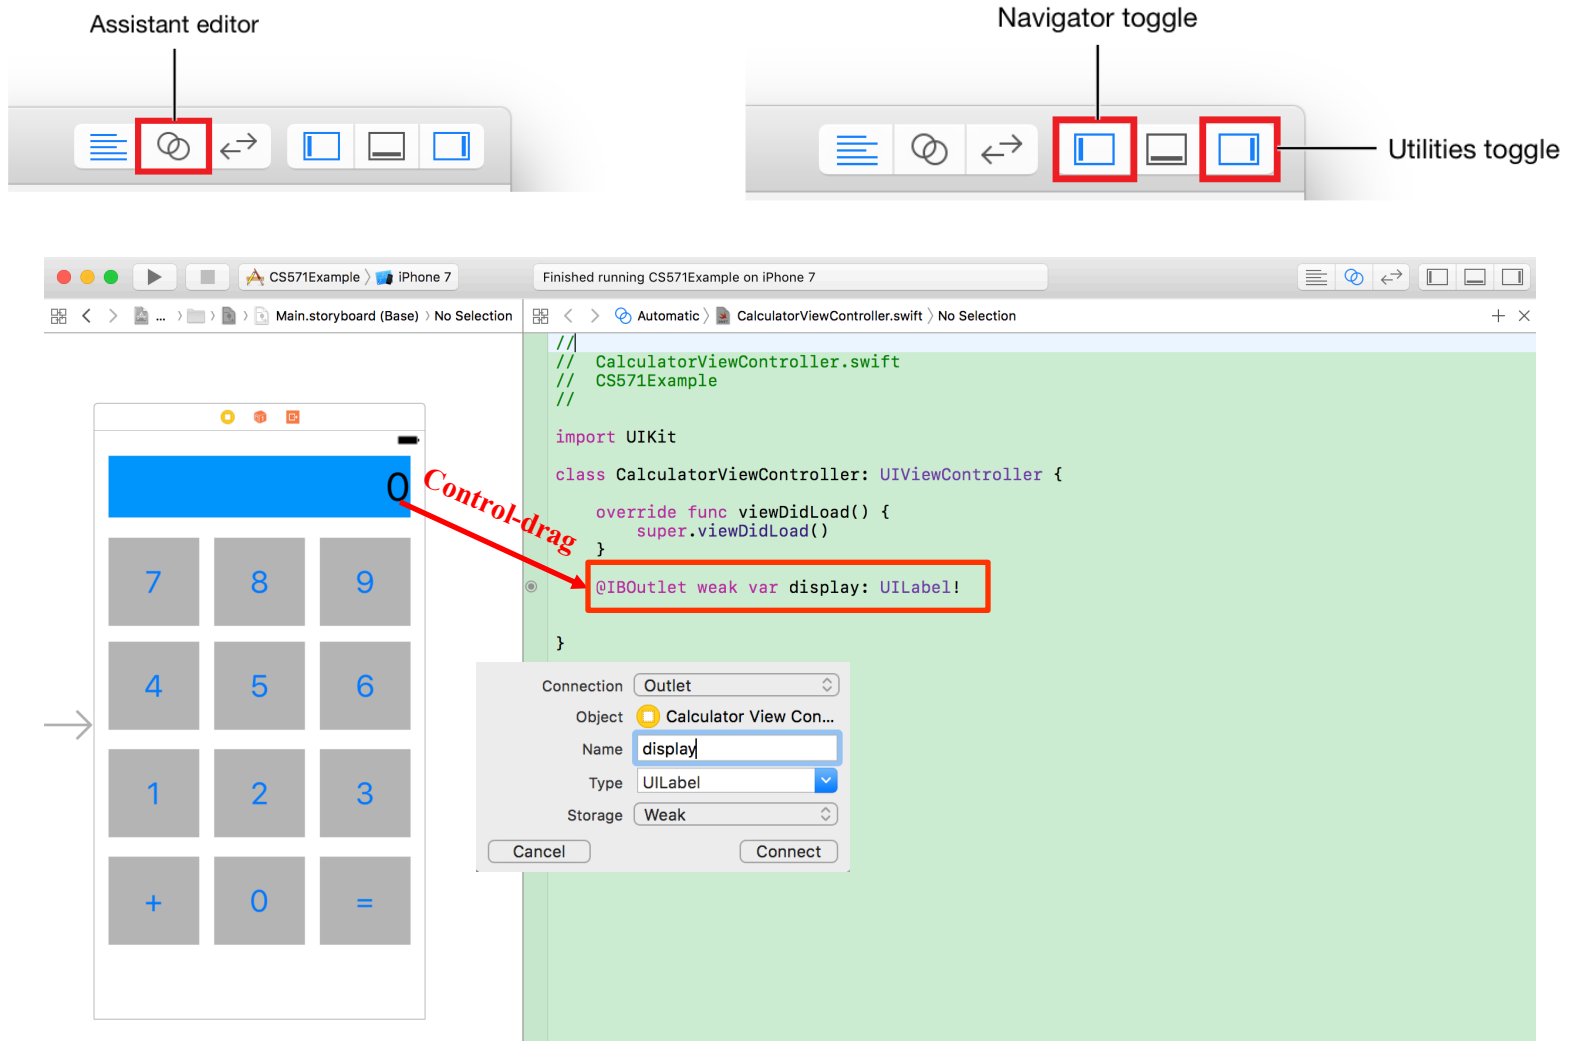 Assistant editor
Navigator toggle
Utilities toggle
CS571Example 〉 iPhone 7
Finished running CS571Example on iPhone 7
... 〉 〉 〉 Main.storyboard (Base) 〉 No Selection
Automatic 〉 CalculatorViewController.swift 〉 No Selection
0
7 8 9
4 5 6
1 2 3
+ 0 =
Control-drag
//
// CalculatorViewController.swift
// CS571Example
//
import UIKit
class CalculatorViewController: UIViewController {
override func viewDidLoad() {
super.viewDidLoad()
}
@IBOutlet weak var display: UILabel!
}
Connection Outlet
Object Calculator View Con...
Name display
Type UILabel
Storage Weak
Cancel Connect